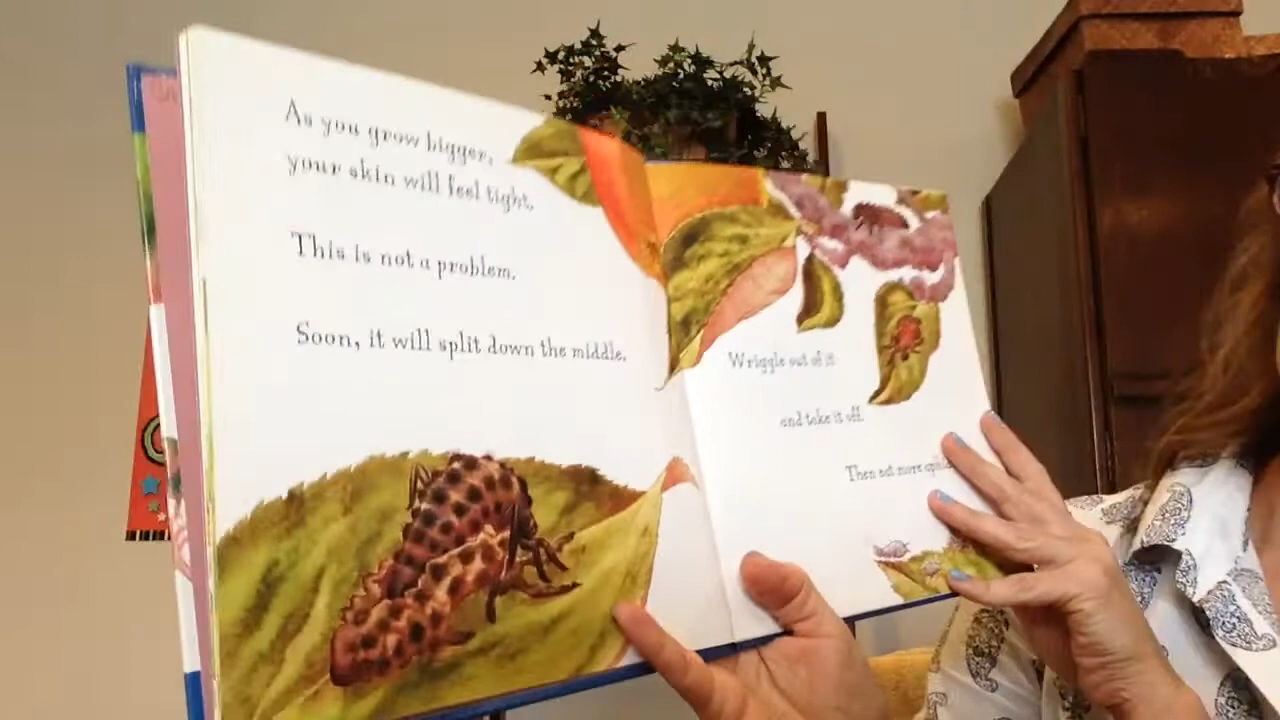 As you grow bigger,
your skin will feel tight.
This is not a problem.
Soon, it will split down the middle.
Wriggle out of it
and take it off.
Then eat more